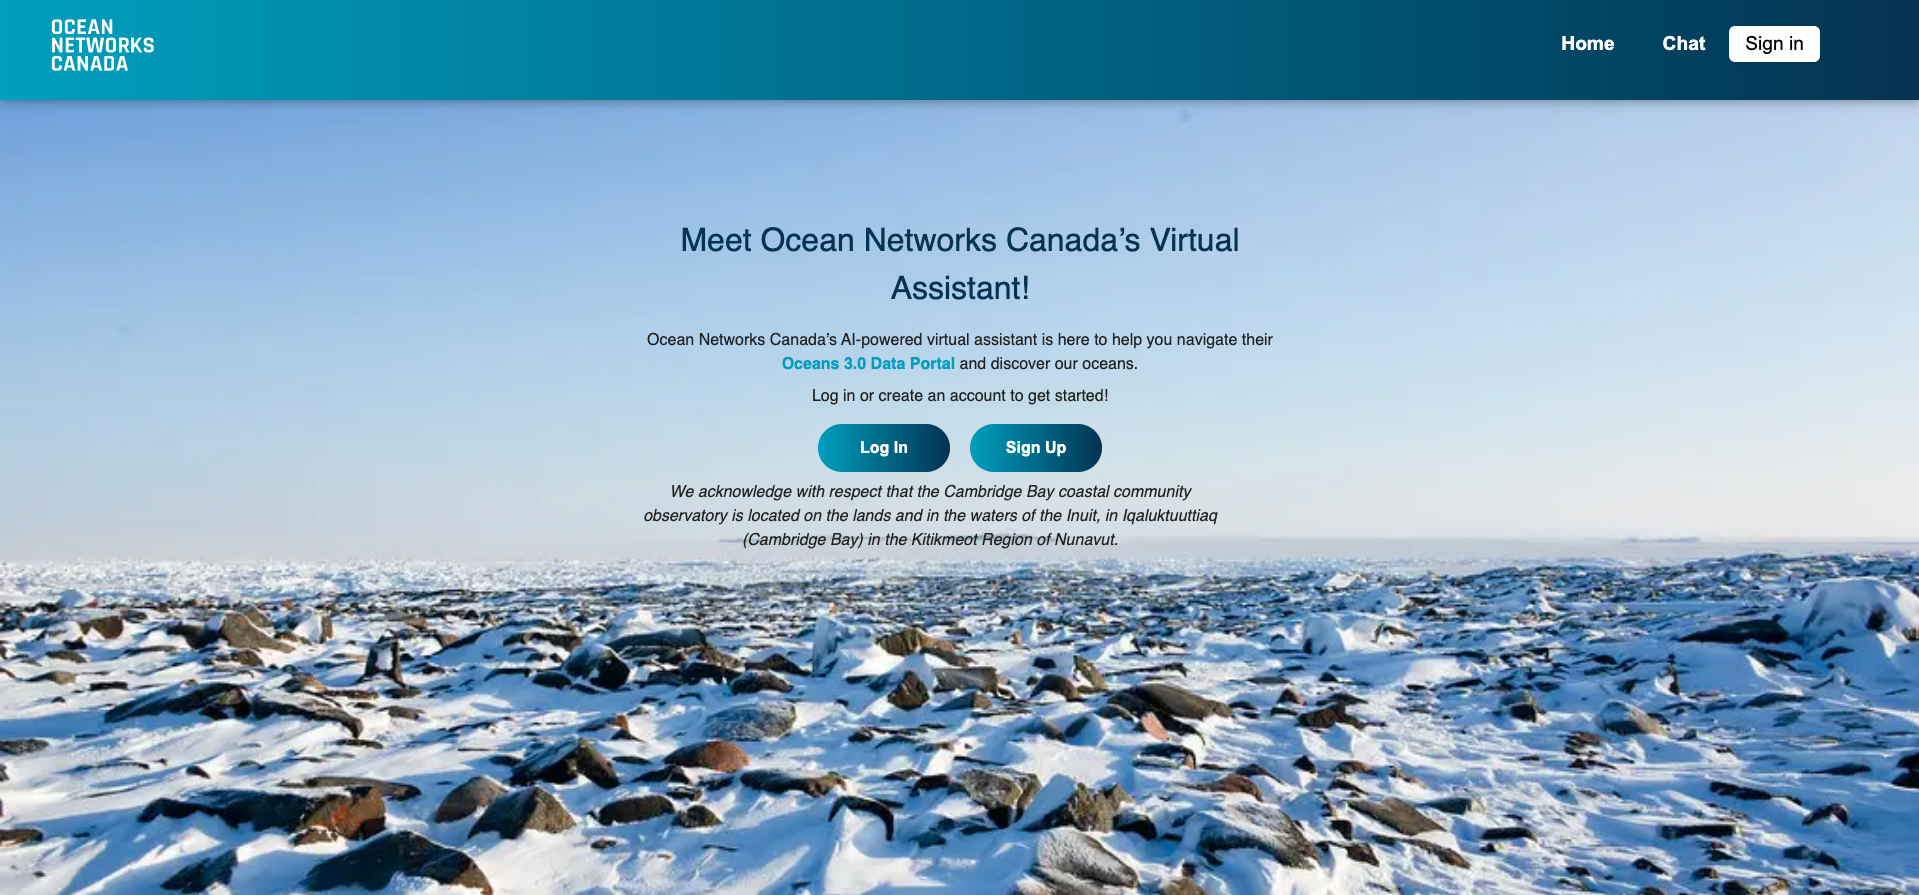 OCEAN
NETWORKS
CANADA
Home
Chat
Sign in
Meet Ocean Networks Canada’s Virtual
Assistant!
Ocean Networks Canada’s AI-powered virtual assistant is here to help you navigate their
Oceans 3.0 Data Portal and discover our oceans.
Log in or create an account to get started!
Log In
Sign Up
We acknowledge with respect that the Cambridge Bay coastal community
observatory is located on the lands and in the waters of the Inuit, in Iqaluktuuttiaq
(Cambridge Bay) in the Kitikmeot Region of Nunavut.